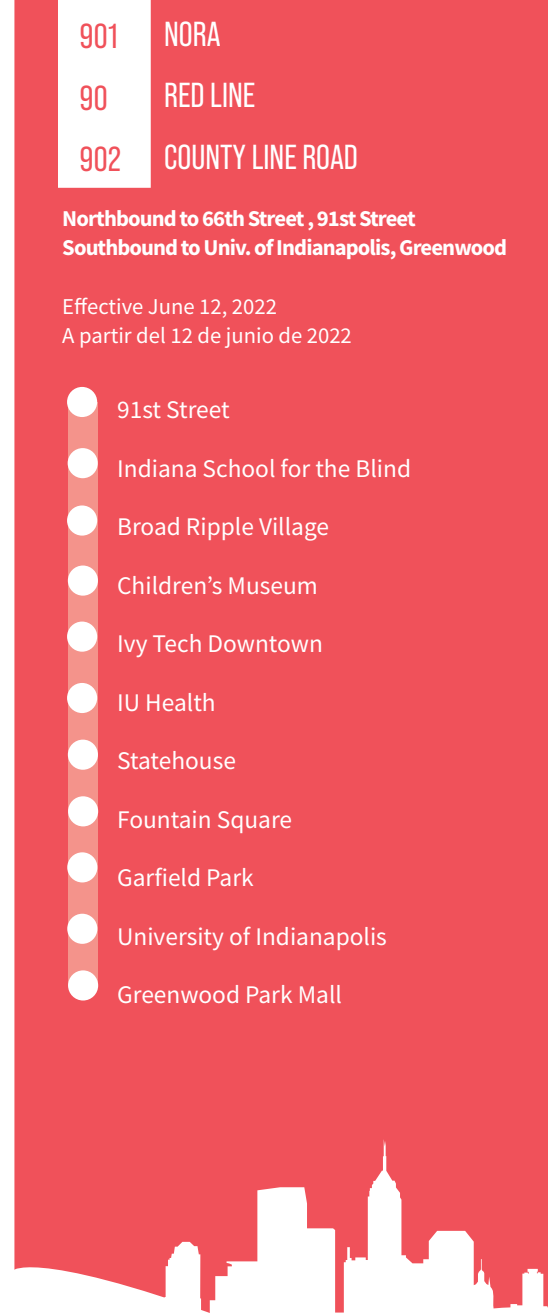 901 NORA
90 RED LINE
902 COUNTY LINE ROAD
Northbound to 66th Street , 91st Street
Southbound to Univ. of Indianapolis, Greenwood
Effective June 12, 2022
A partir del 12 de junio de 2022
91st Street
Indiana School for the Blind
Broad Ripple Village
Children’s Museum
Ivy Tech Downtown
IU Health
Statehouse
Fountain Square
Garfield Park
University of Indianapolis
Greenwood Park Mall